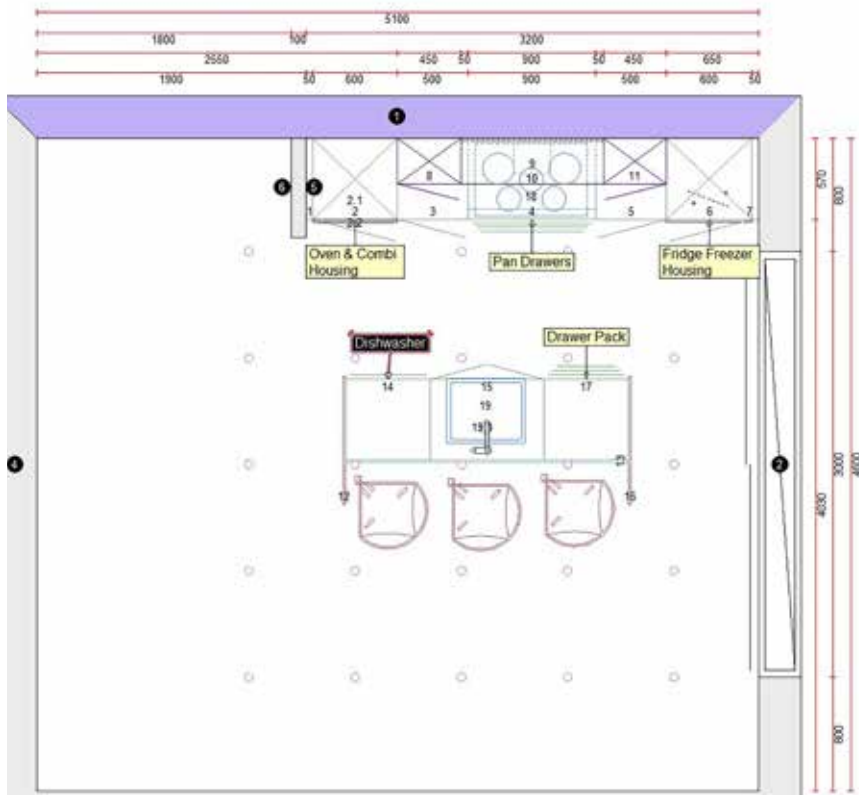 5100
1800 100 3200
2550 450 50 900 50 450 650
1900 50 600 500 900 500 600 50
1
6 5
9
8 10 11
2.1
1 2 3 4 5 6 7
Oven & Combi
Housing
Pan Drawers
Fridge Freezer
Housing
Dishwasher
Drawer Pack
14 15 17
19
13
12 16
4
2
570 600
4030 3000 4600
800